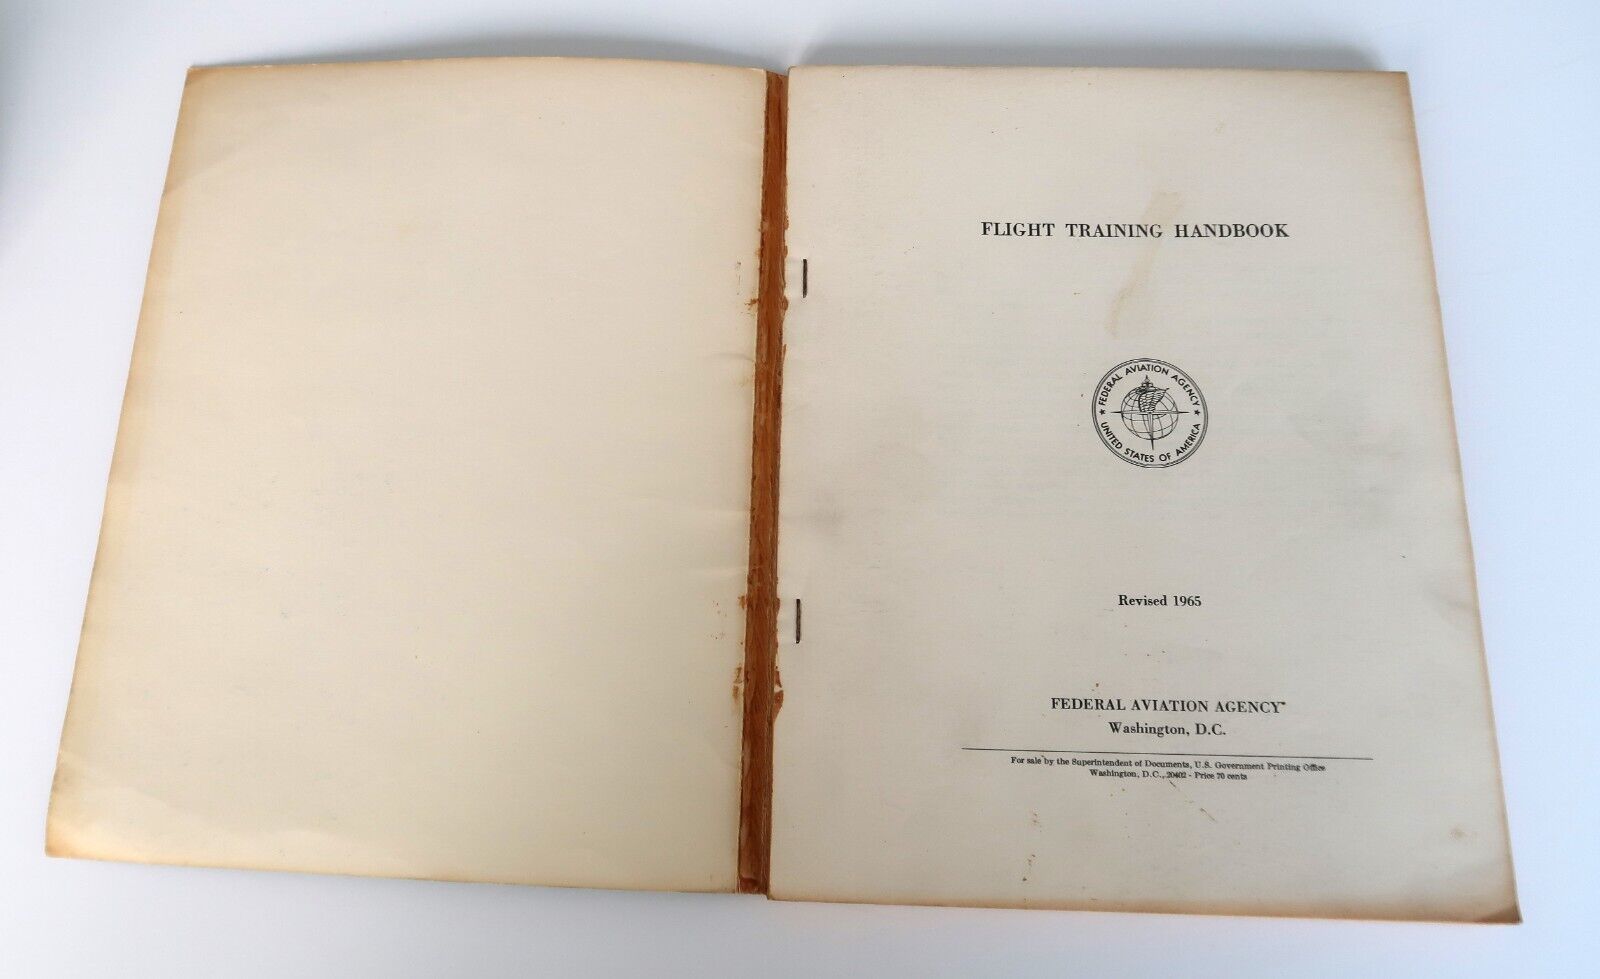 FLIGHT TRAINING HANDBOOK
★ FEDERAL AVIATION AGENCY ★
UNITED STATES OF AMERICA
Revised 1965
FEDERAL AVIATION AGENCY
Washington, D.C.
For sale by the Superintendent of Documents, U.S. Government Printing Office
Washington, D.C., 20402 - Price 70 cents